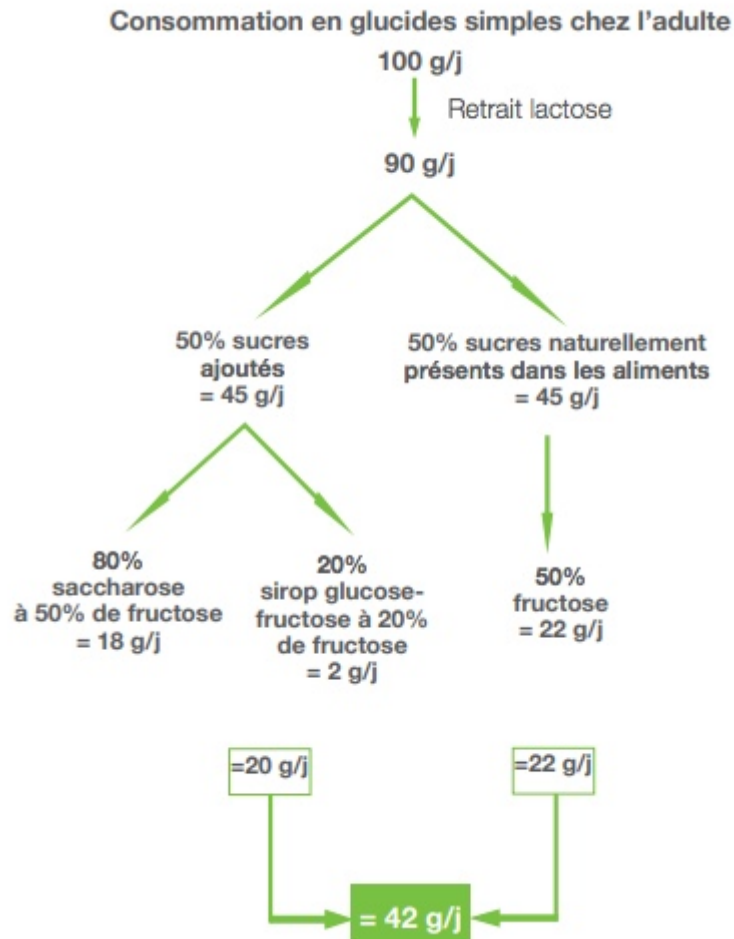 Consommation en glucides simples chez l'adulte
100 g/j
Retrait lactose
90 g/j
50% sucres
ajoutés
= 45 g/j
50% sucres naturellement
présents dans les aliments
= 45 g/j
80%
saccharose
à 50% de fructose
= 18 g/j
20%
sirop glucose-
fructose à 20%
de fructose
= 2 g/j
50%
fructose
= 22 g/j
=20 g/j
=22 g/j
= 42 g/j